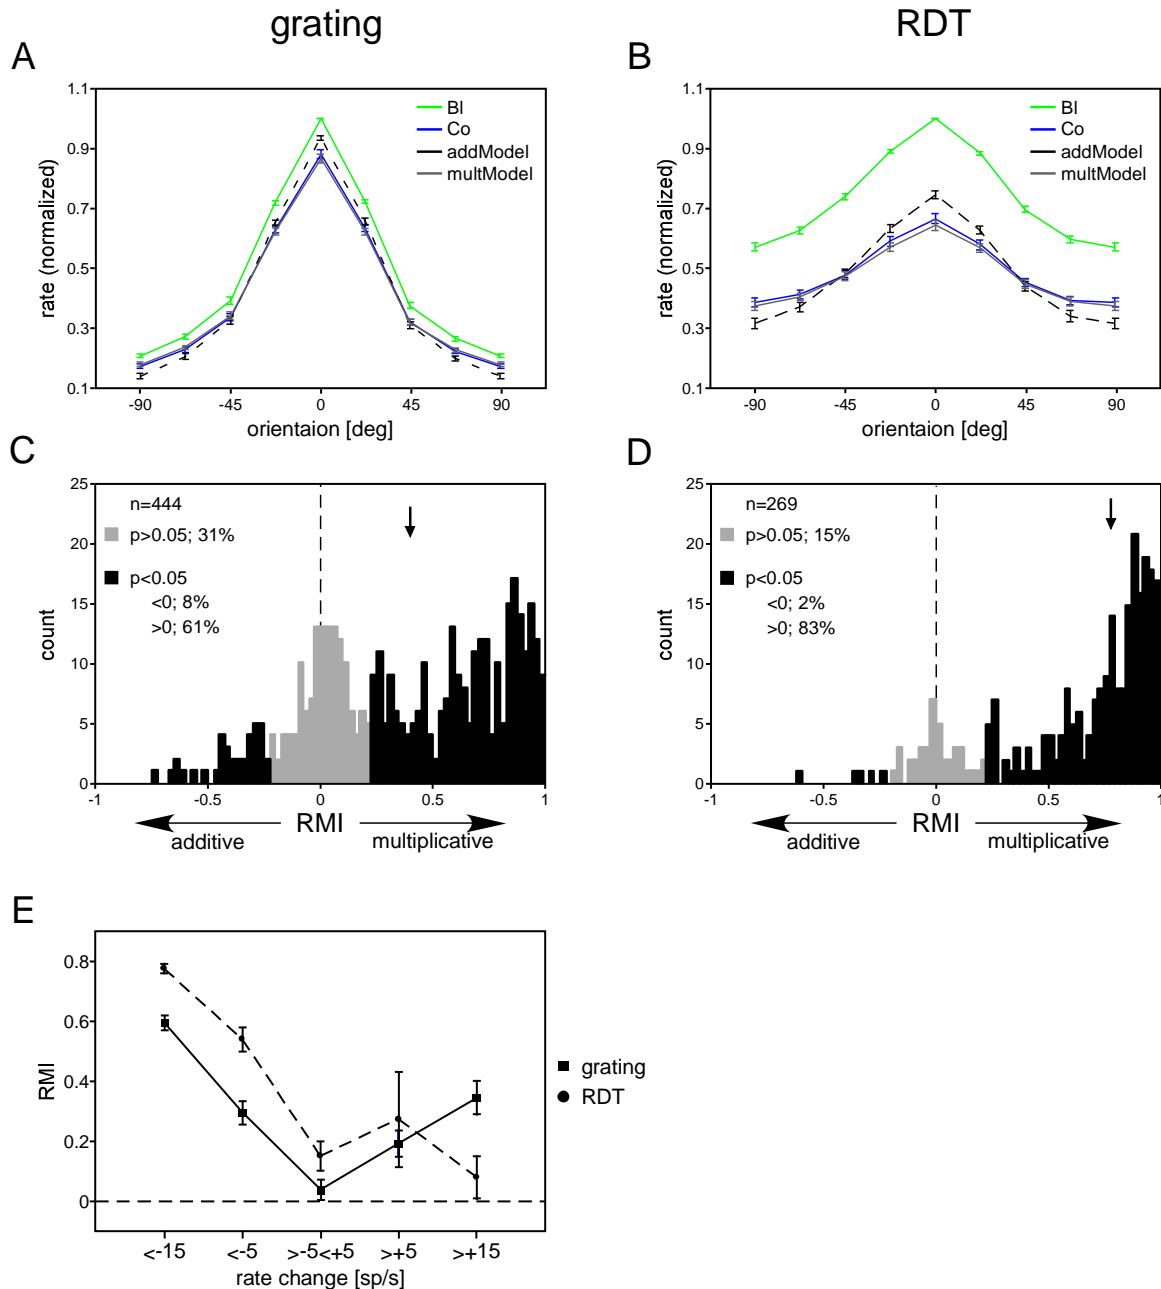 grating
RDT
A
B
1.1
0.9
0.7
0.5
0.3
0.1
rate (normalized)
Bl
Co
addModel
multModel
-90
-45
0
45
90
orientaion [deg]
1.1
0.9
0.7
0.5
0.3
0.1
rate (normalized)
Bl
Co
addModel
multModel
-90
-45
0
45
90
orientaion [deg]
C
D
25
20
15
10
5
0
count
n=444
p>0.05; 31%
p<0.05
<0; 8%
>0; 61%
-1
-0.5
0
0.5
1
RMI
additive
multiplicative
25
20
15
10
5
0
count
n=269
p>0.05; 15%
p<0.05
<0; 2%
>0; 83%
-1
-0.5
0
0.5
1
RMI
additive
multiplicative
E
0.8
0.6
0.4
0.2
0
RMI
grating
RDT
<-15
<-5
>-5<+5
>+5
>+15
rate change [sp/s]